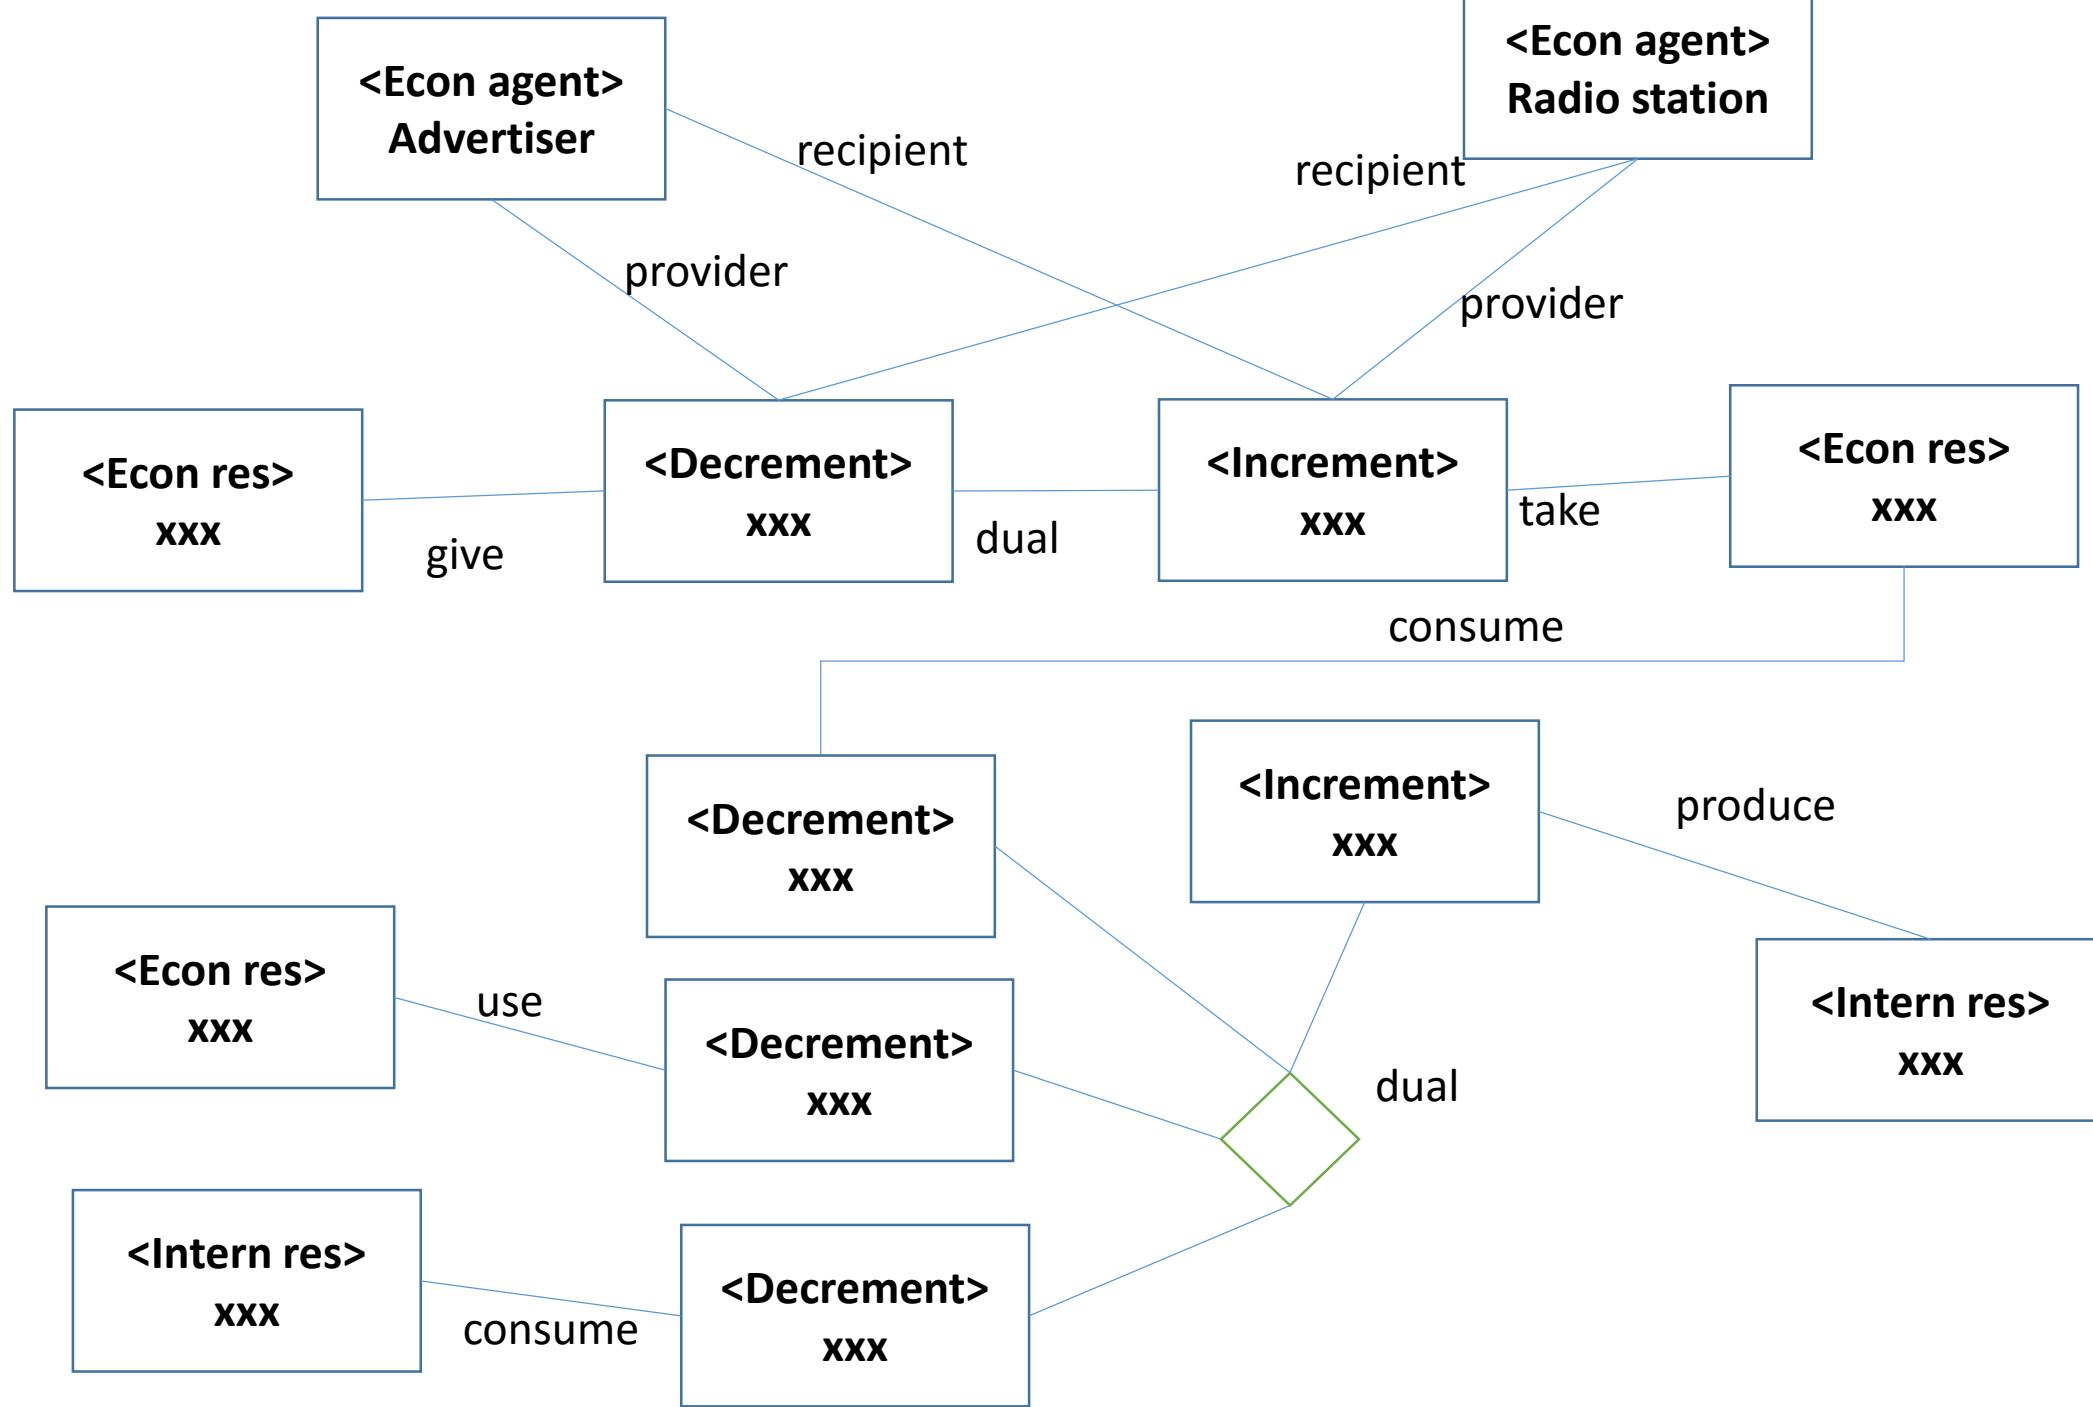 <Econ agent>
Advertiser
<Econ agent>
Radio station
recipient
recipient
provider
provider
<Econ res>
xxx
give
<Decrement>
xxx
dual
<Increment>
xxx
take
<Econ res>
xxx
consume
<Decrement>
xxx
<Increment>
xxx
produce
<Econ res>
xxx
use
<Decrement>
xxx
dual
<Intern res>
xxx
<Intern res>
xxx
consume
<Decrement>
xxx